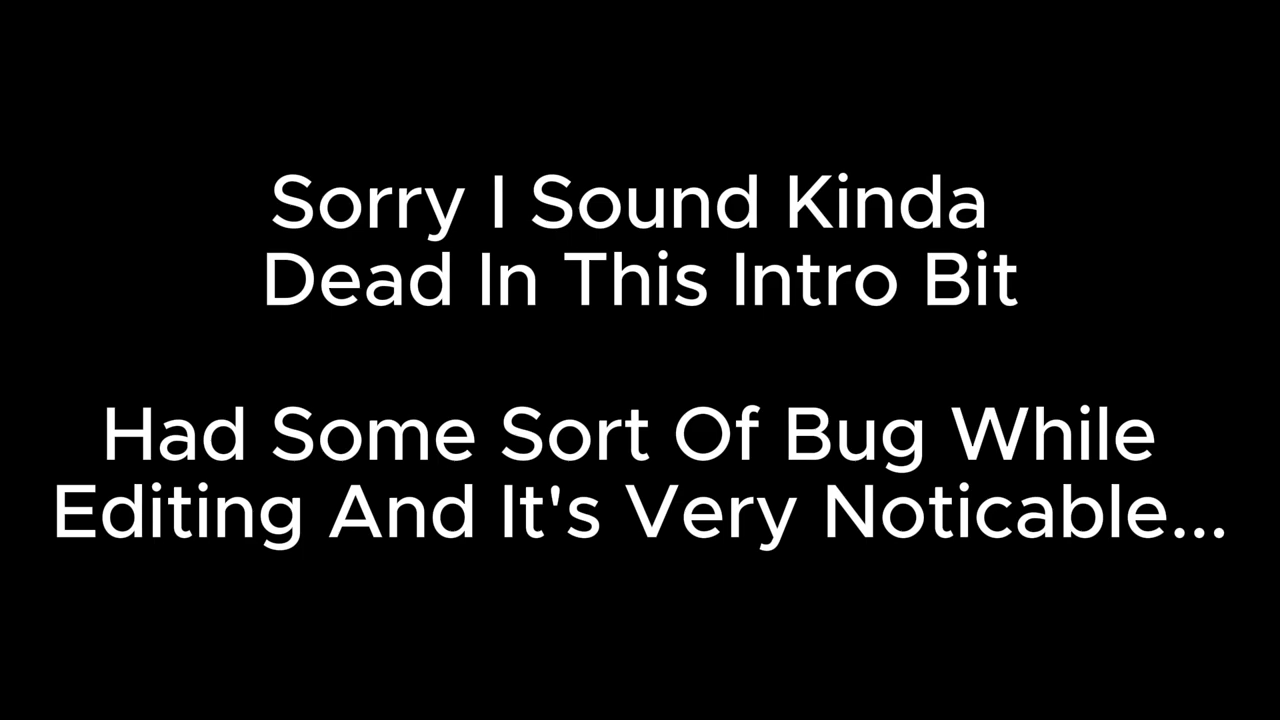 Sorry I Sound Kinda
Dead In This Intro Bit
Had Some Sort Of Bug While
Editing And It's Very Noticable...